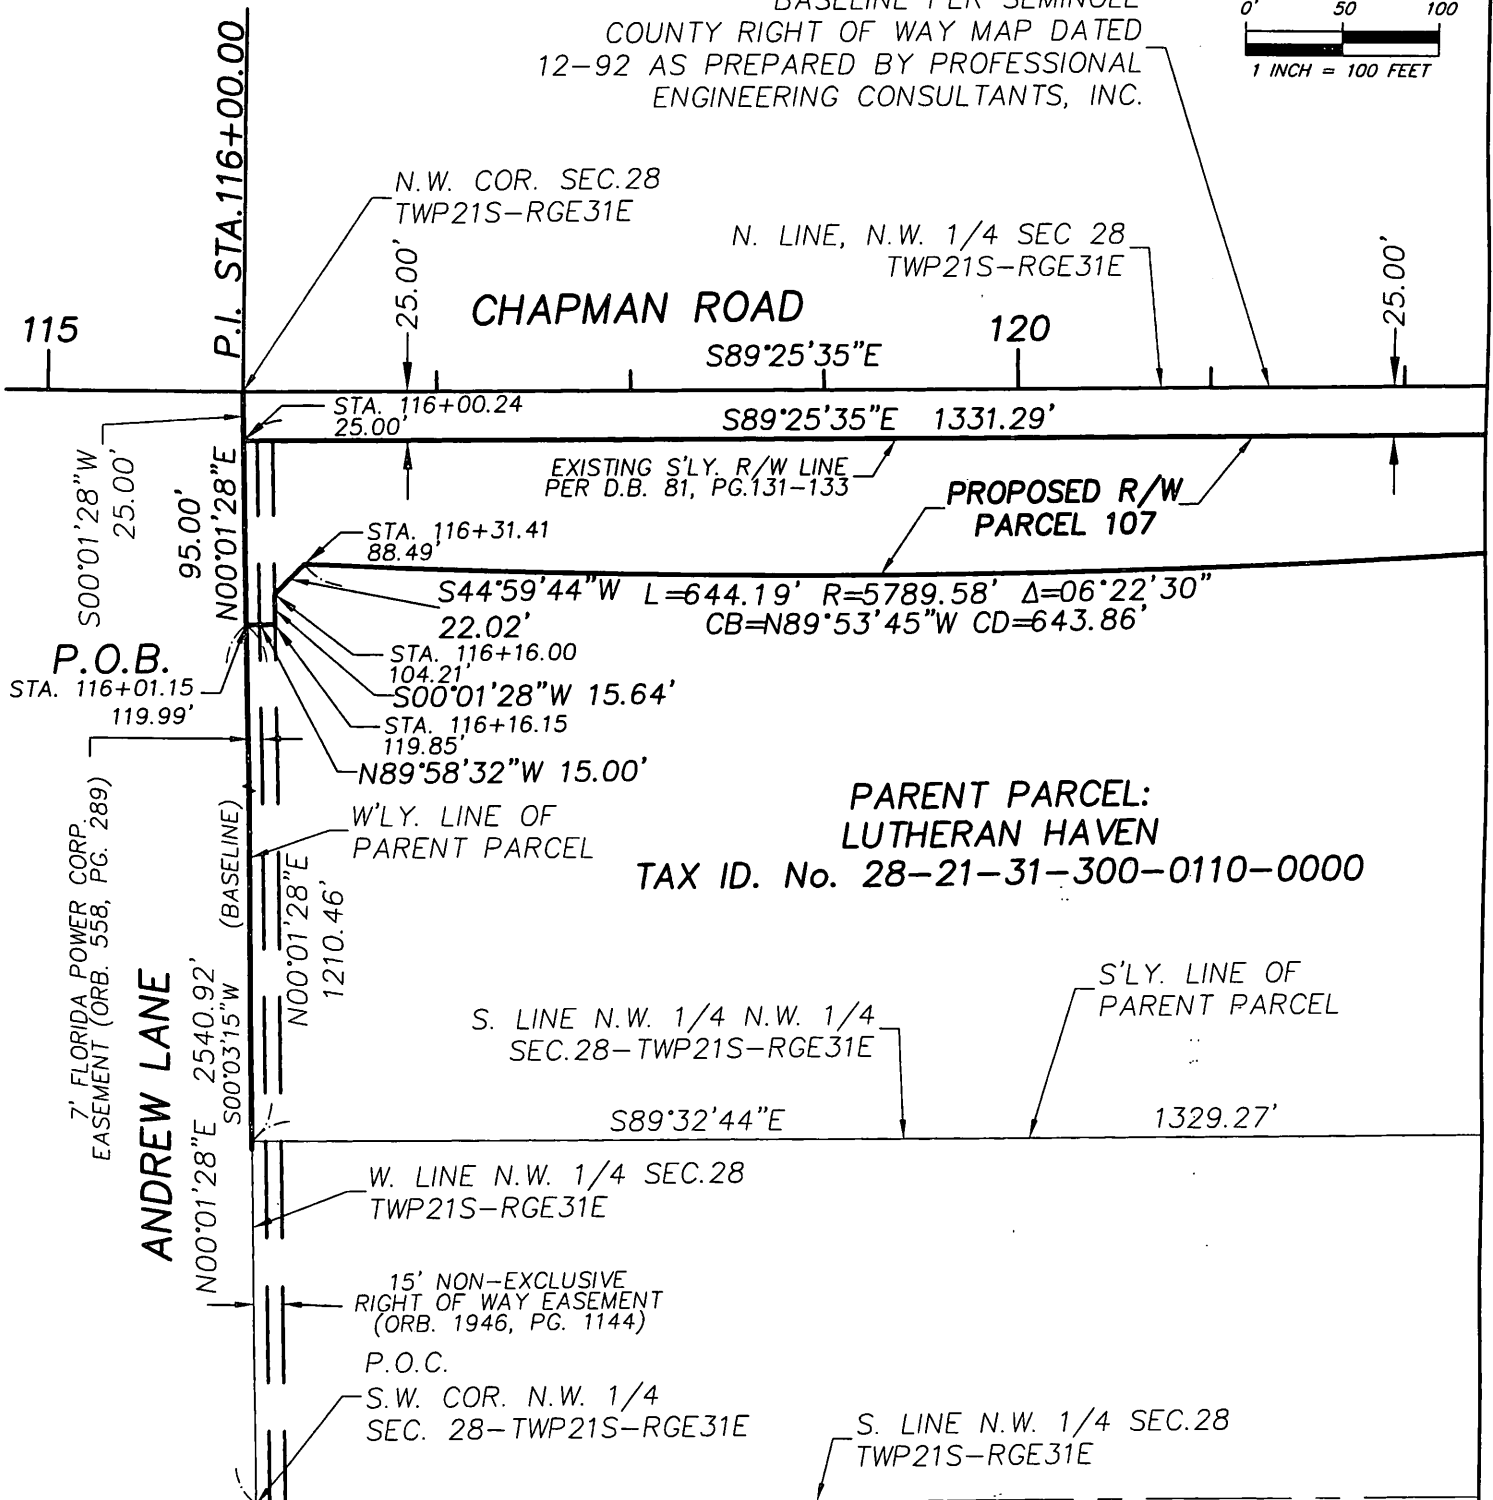 BASELINE PER SEMINOLE
COUNTY RIGHT OF WAY MAP DATED
12-92 AS PREPARED BY PROFESSIONAL
ENGINEERING CONSULTANTS, INC.
0' 50 100
1 INCH = 100 FEET
P.I. STA.116+00.00
N.W. COR. SEC.28
TWP21S-RGE31E
N. LINE, N.W. 1/4 SEC 28
TWP21S-RGE31E
25.00'
25.00'
CHAPMAN ROAD
115
120
S89°25'35"E
STA. 116+00.24
25.00'
S89°25'35"E 1331.29'
S00°01'28"W
25.00'
95.00'
N00°01'28"E
EXISTING S'LY. R/W LINE
PER D.B. 81, PG.131-133
PROPOSED R/W
PARCEL 107
STA. 116+31.41
88.49'
S44°59'44"W
22.02'
L=644.19' R=5789.58' Δ=06°22'30"
CB=N89°53'45"W CD=643.86'
P.O.B.
STA. 116+01.15
119.99'
STA. 116+16.00
104.21'
S00°01'28"W 15.64'
STA. 116+16.15
119.85'
N89°58'32"W 15.00'
7' FLORIDA POWER CORP.
EASEMENT (ORB. 558, PG. 289)
W'LY. LINE OF
PARENT PARCEL
(BASELINE)
S00°03'15"W
N00°01'28"E
1210.46'
PARENT PARCEL:
LUTHERAN HAVEN
TAX ID. No. 28-21-31-300-0110-0000
ANDREW LANE
N00°01'28"E 2540.92'
S. LINE N.W. 1/4 N.W. 1/4
SEC.28-TWP21S-RGE31E
S'LY. LINE OF
PARENT PARCEL
S89°32'44"E 1329.27'
W. LINE N.W. 1/4 SEC.28
TWP21S-RGE31E
15' NON-EXCLUSIVE
RIGHT OF WAY EASEMENT
(ORB. 1946, PG. 1144)
P.O.C.
S.W. COR. N.W. 1/4
SEC. 28-TWP21S-RGE31E
S. LINE N.W. 1/4 SEC.28
TWP21S-RGE31E